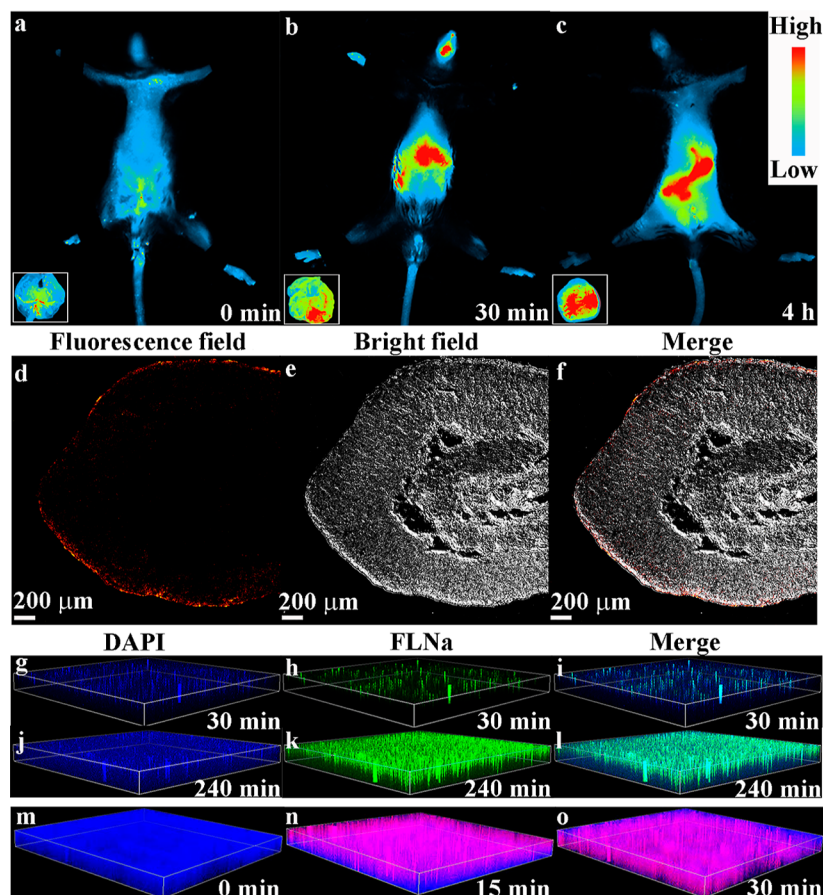 a b c High
Low
0 min 30 min 4 h
Fluorescence field Bright field Merge
d e f
200 μm 200 μm 200 μm
DAPI FLNa Merge
g h i
30 min 30 min 30 min
j k l
240 min 240 min 240 min
m n o
0 min 15 min 30 min